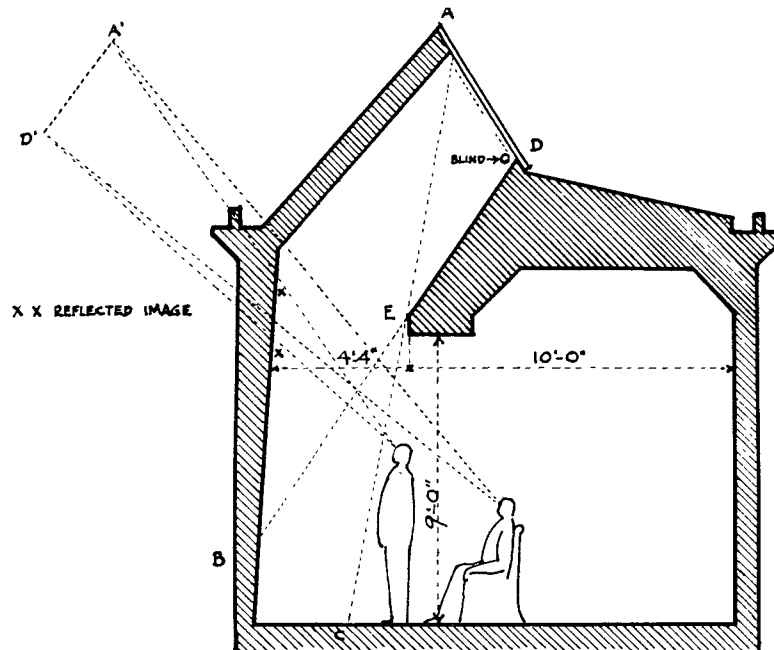 A
A'
D'
D
BLIND→O
E
X X REFLECTED IMAGE
X
X
4'·4"
10'-0"
9'-0"
B
C